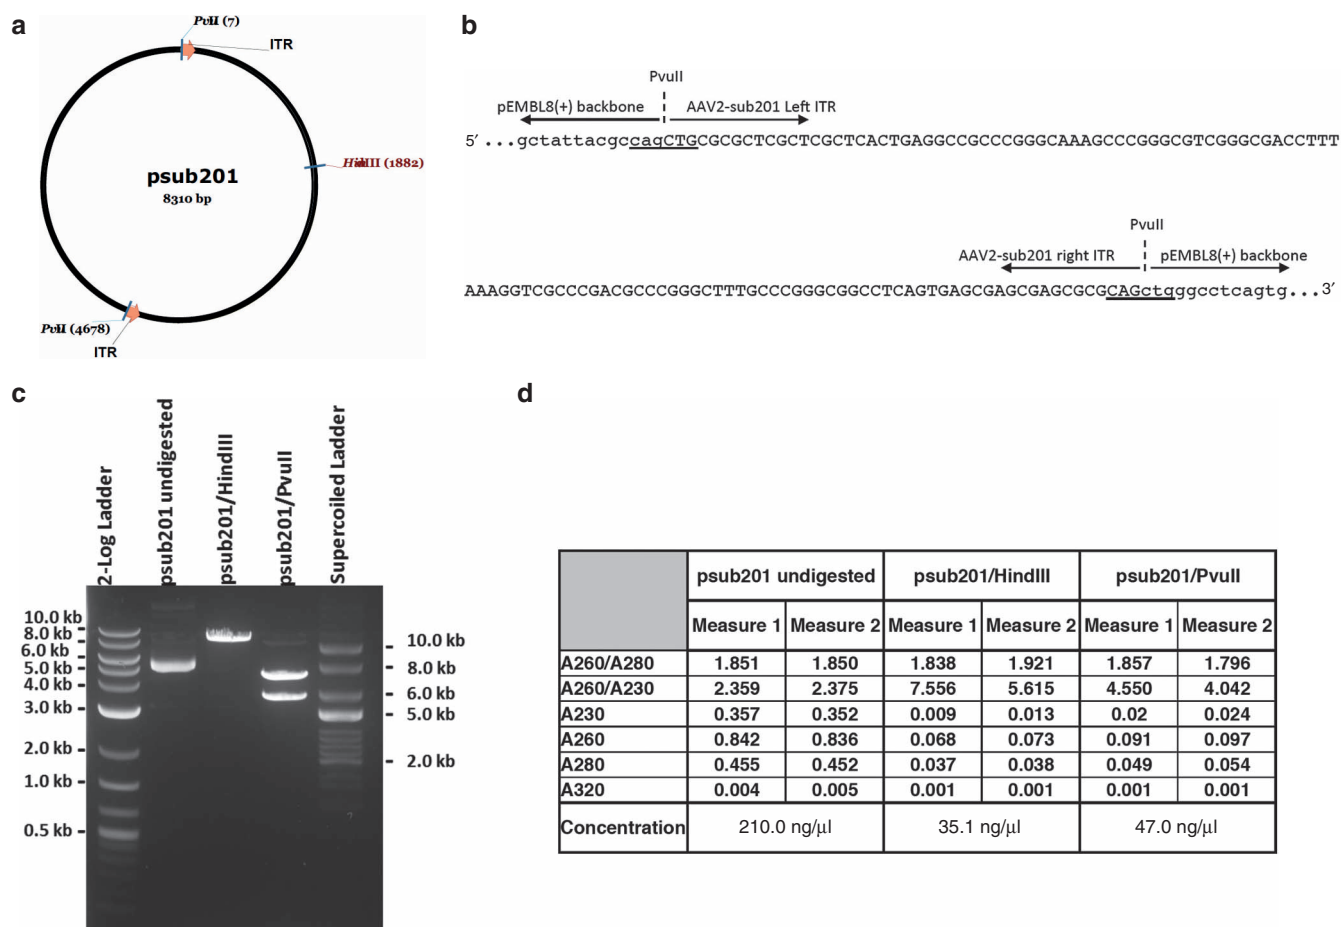 a
PvuII (7)
ITR
HindIII (1882)
psub201
8310 bp
PvuII (4678)
ITR
b
PvuII
pEMBL8(+) backbone
AAV2-sub201 Left ITR
5′ ...gctattacgccagCTGCGCGCTCGCTCGCTCACTGAGGCCGCCCGGGCAAAGCCCGGGCGTCGGGCGACCTTT
PvuII
AAV2-sub201 right ITR
pEMBL8(+) backbone
AAAGGTCGCCCGACGCCCGGGCTTTGCCCGGGCGGCCTCAGTGAGCGAGCGAGCGCGCAGctgggcctcagtg...3′
c
2-Log Ladder
psub201 undigested
psub201/HindIII
psub201/PvuII
Supercoiled Ladder
10.0 kb
8.0 kb
6.0 kb
5.0 kb
4.0 kb
3.0 kb
2.0 kb
1.0 kb
0.5 kb
10.0 kb
8.0 kb
6.0 kb
5.0 kb
2.0 kb
d
psub201 undigested psub201/HindIII psub201/PvuII
Measure 1 Measure 2 Measure 1 Measure 2 Measure 1 Measure 2
A260/A280 1.851 1.850 1.838 1.921 1.857 1.796
A260/A230 2.359 2.375 7.556 5.615 4.550 4.042
A230 0.357 0.352 0.009 0.013 0.02 0.024
A260 0.842 0.836 0.068 0.073 0.091 0.097
A280 0.455 0.452 0.037 0.038 0.049 0.054
A320 0.004 0.005 0.001 0.001 0.001 0.001
Concentration 210.0 ng/µl 35.1 ng/µl 47.0 ng/µl